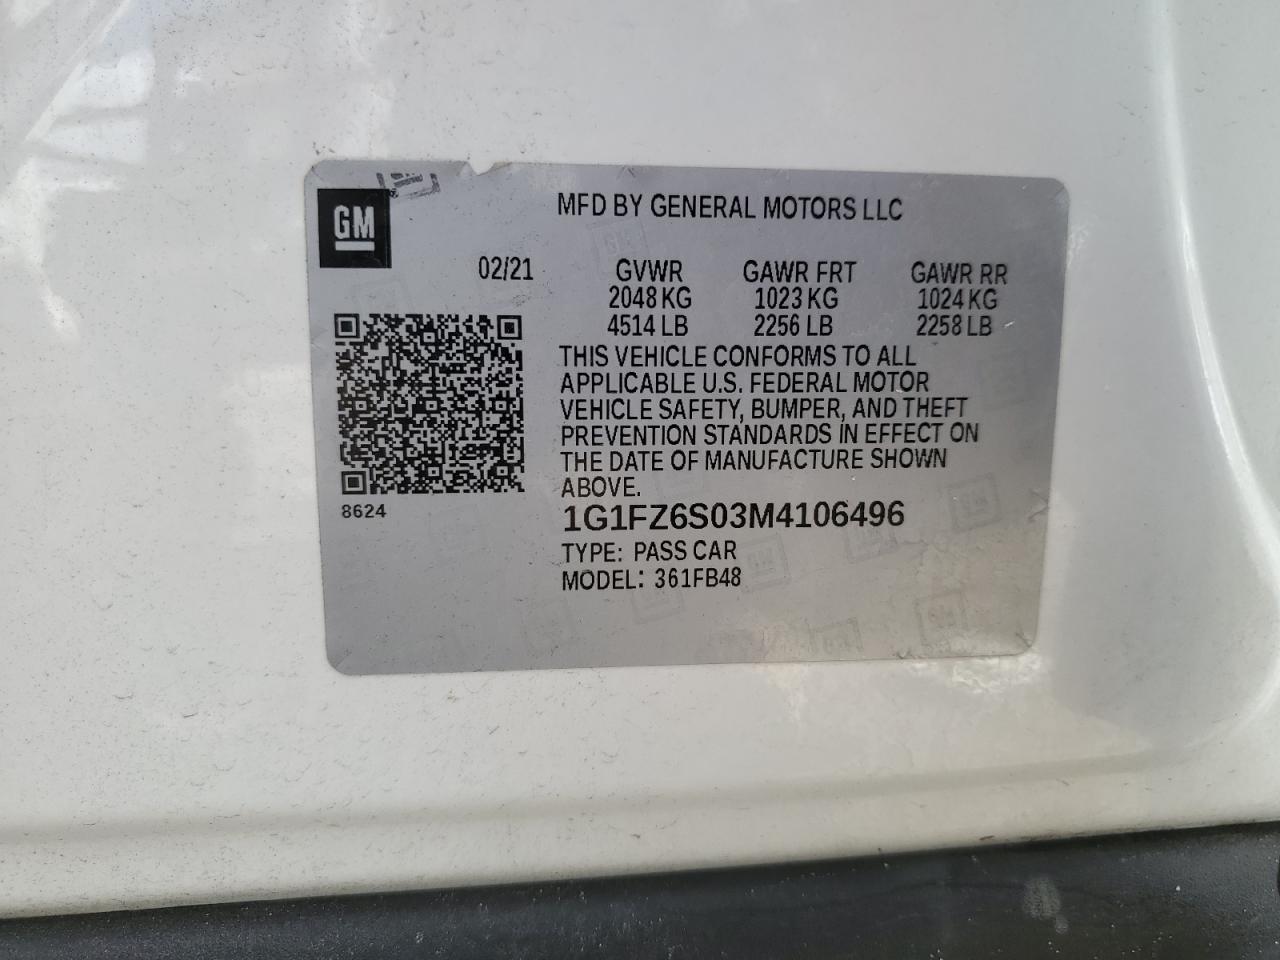 GM
MFD BY GENERAL MOTORS LLC
02/21
GVWR GAWR FRT GAWR RR
2048 KG 1023 KG 1024 KG
4514 LB 2256 LB 2258 LB
THIS VEHICLE CONFORMS TO ALL
APPLICABLE U.S. FEDERAL MOTOR
VEHICLE SAFETY, BUMPER, AND THEFT
PREVENTION STANDARDS IN EFFECT ON
THE DATE OF MANUFACTURE SHOWN
ABOVE.
8624
1G1FZ6S03M4106496
TYPE: PASS CAR
MODEL: 361FB48